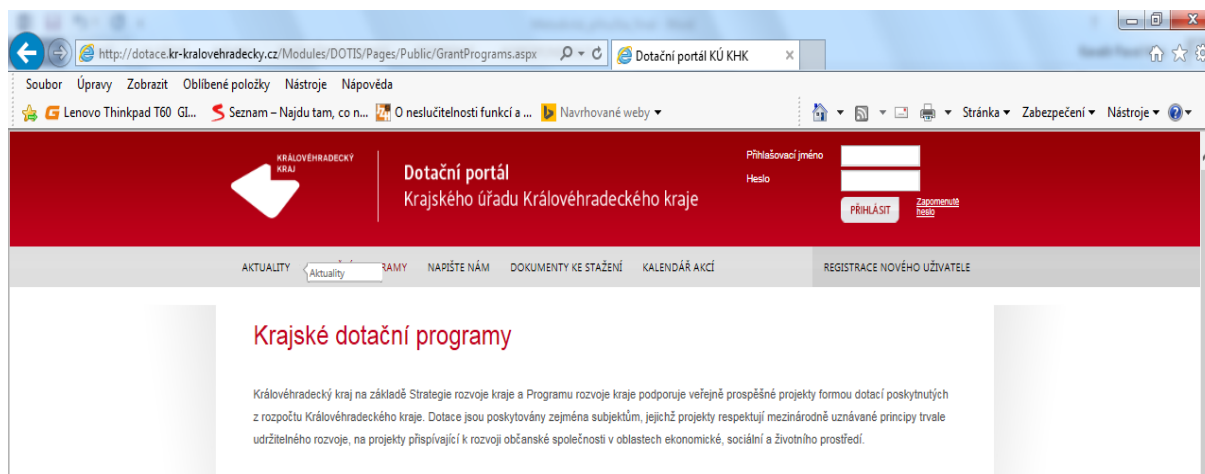 http://dotace.kr-kralovehradecky.cz/Modules/DOTIS/Pages/Public/GrantPrograms.aspx
Dotační portál KÚ KHK
Soubor Úpravy Zobrazit Oblíbené položky Nástroje Nápověda
Lenovo Thinkpad T60 Gl... Seznam – Najdu tam, co n... O neslučitelnosti funkcí a ... Navrhované weby Stránka Zabezpečení Nástroje
KRÁLOVÉHRADECKÝ
KRAJ
Dotační portál
Krajského úřadu Královéhradeckého kraje
Přihlašovací jméno
Heslo
PŘIHLÁSIT
Zapomenuté
heslo
AKTUALITY RAMY NAPIŠTE NÁM DOKUMENTY KE STAŽENÍ KALENDÁŘ AKCÍ REGISTRACE NOVÉHO UŽIVATELE
Aktuality
Krajské dotační programy
Královéhradecký kraj na základě Strategie rozvoje kraje a Programu rozvoje kraje podporuje veřejně prospěšné projekty formou dotací poskytnutých
z rozpočtu Královéhradeckého kraje. Dotace jsou poskytovány zejména subjektům, jejichž projekty respektují mezinárodně uznávané principy trvale
udržitelného rozvoje, na projekty přispívající k rozvoji občanské společnosti v oblastech ekonomické, sociální a životního prostředí.